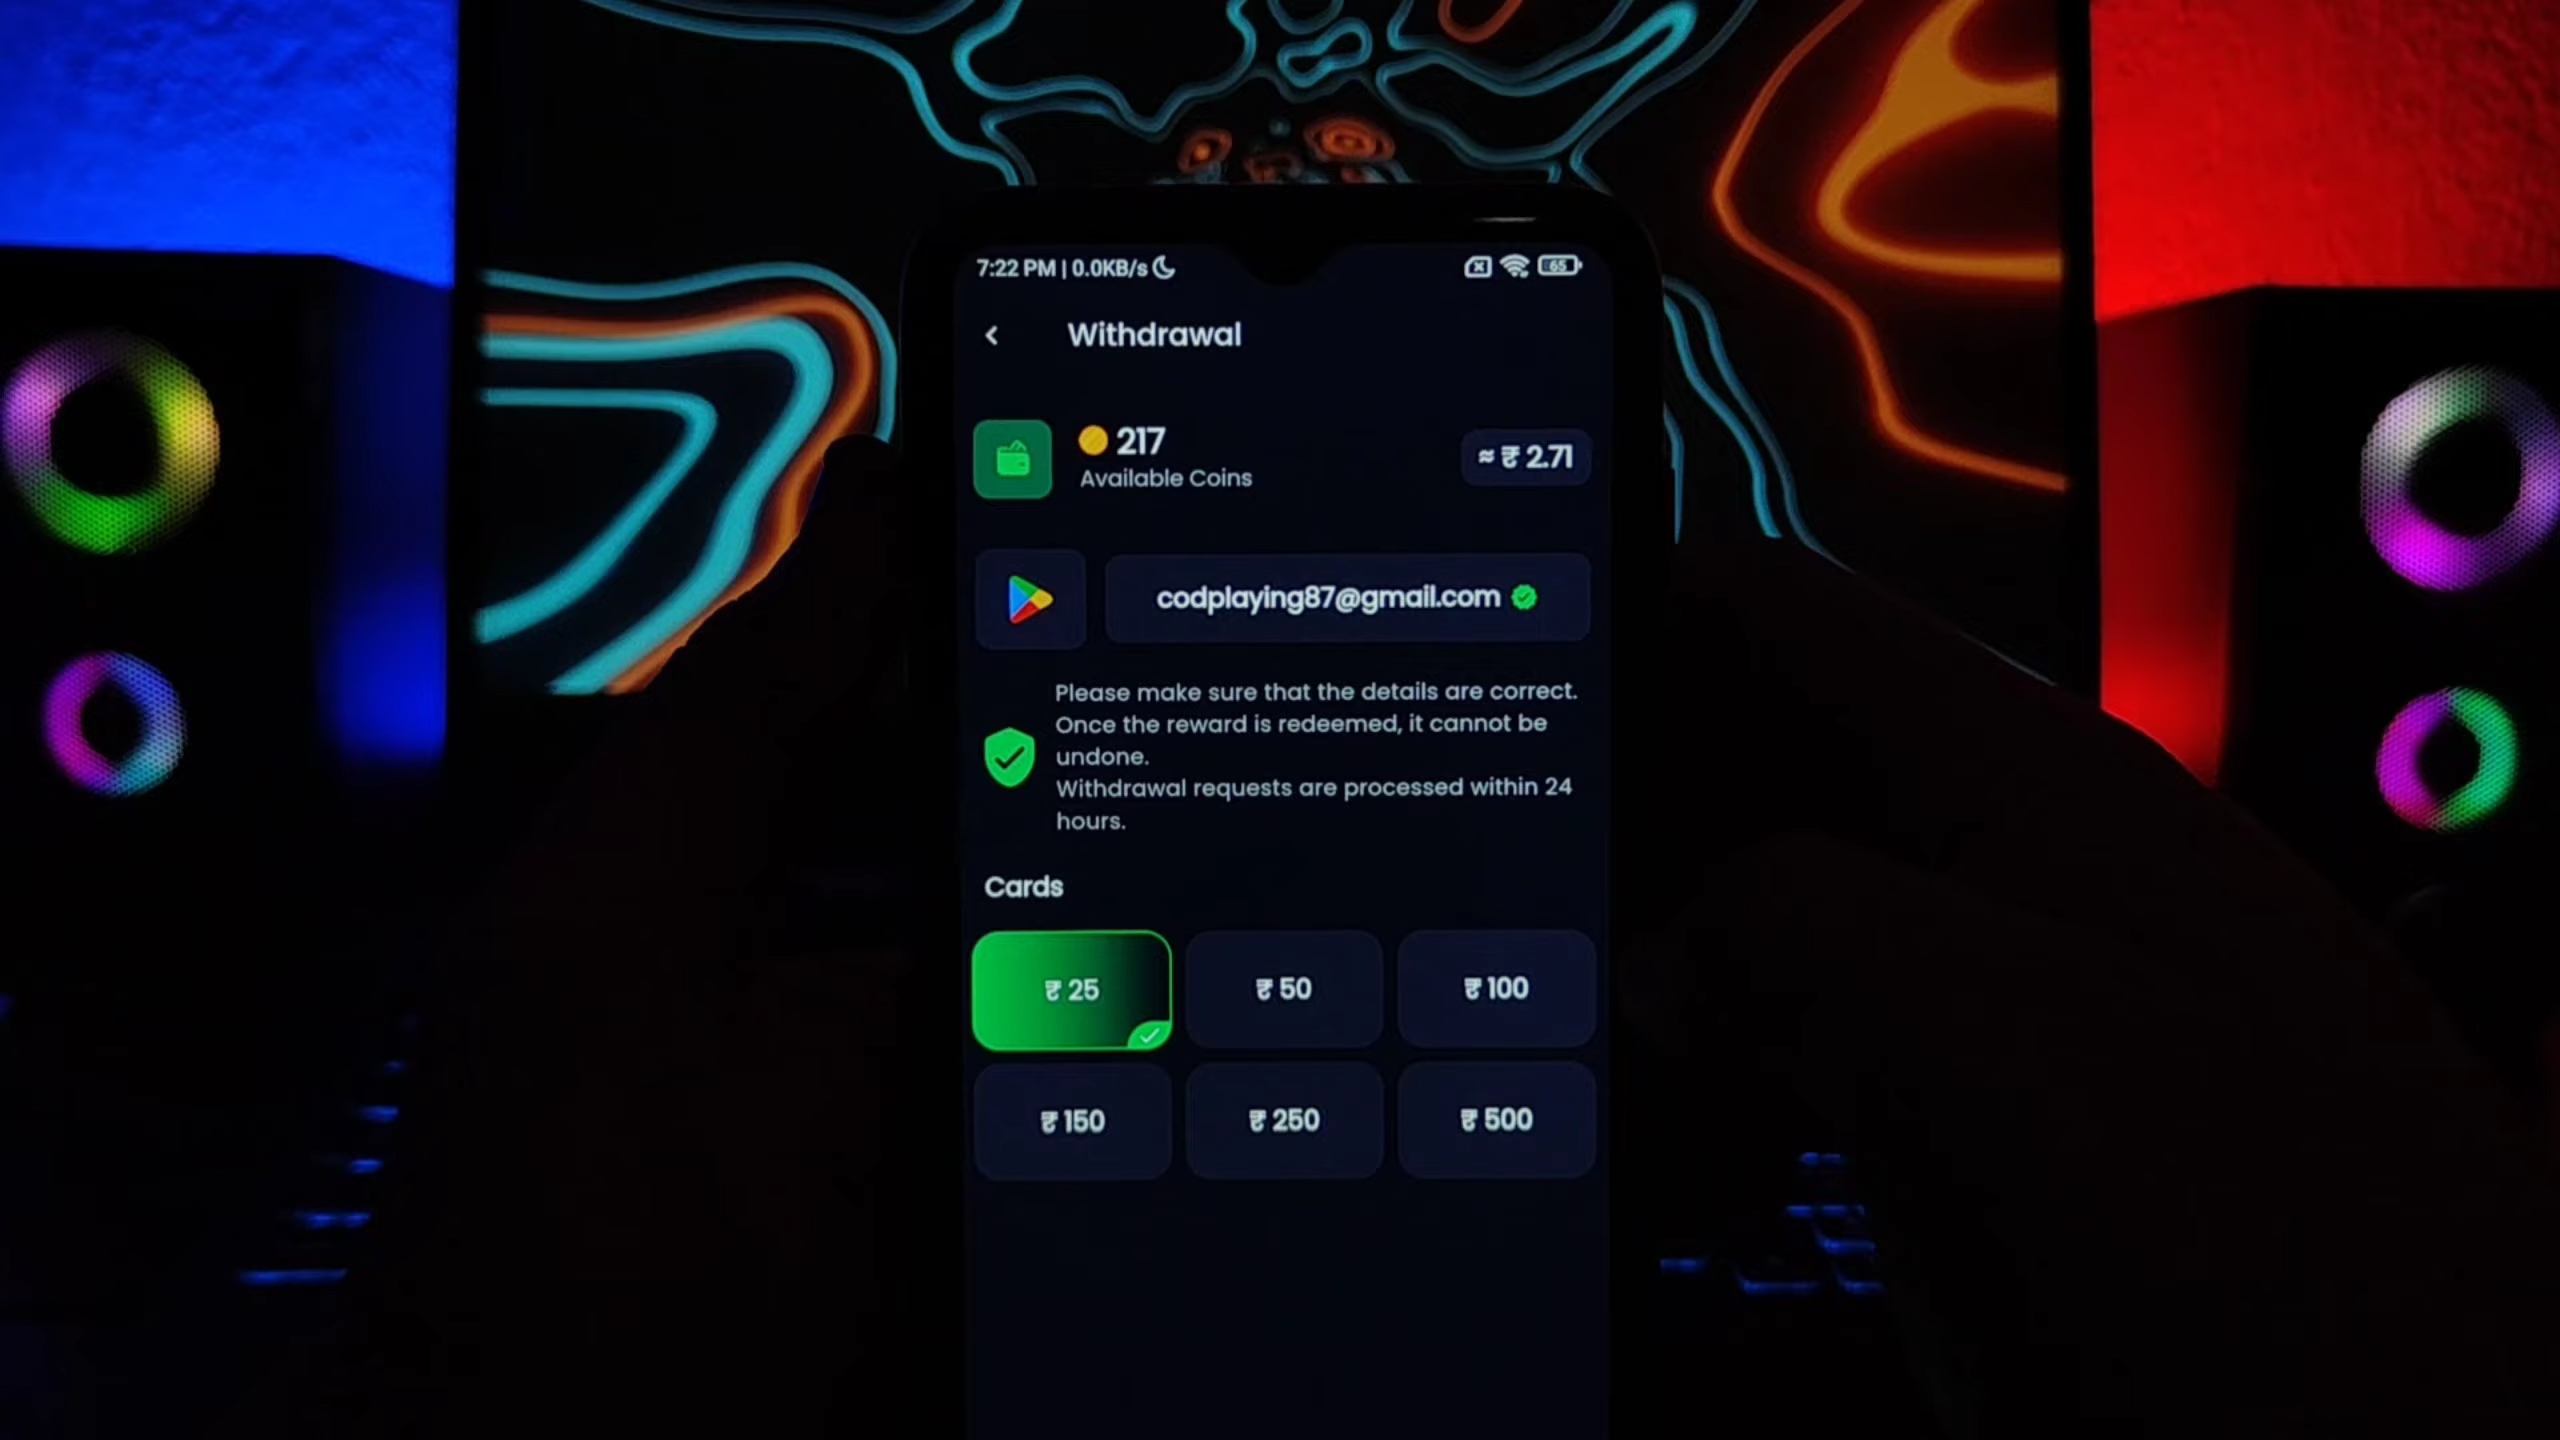 7:22 PM | 0.0KB/s
65
Withdrawal
217
≈ ₹ 2.71
Available Coins
codplaying87@gmail.com
Please make sure that the details are correct.
Once the reward is redeemed, it cannot be
undone.
Withdrawal requests are processed within 24
hours.
Cards
₹ 25
₹ 50
₹ 100
₹ 150
₹ 250
₹ 500